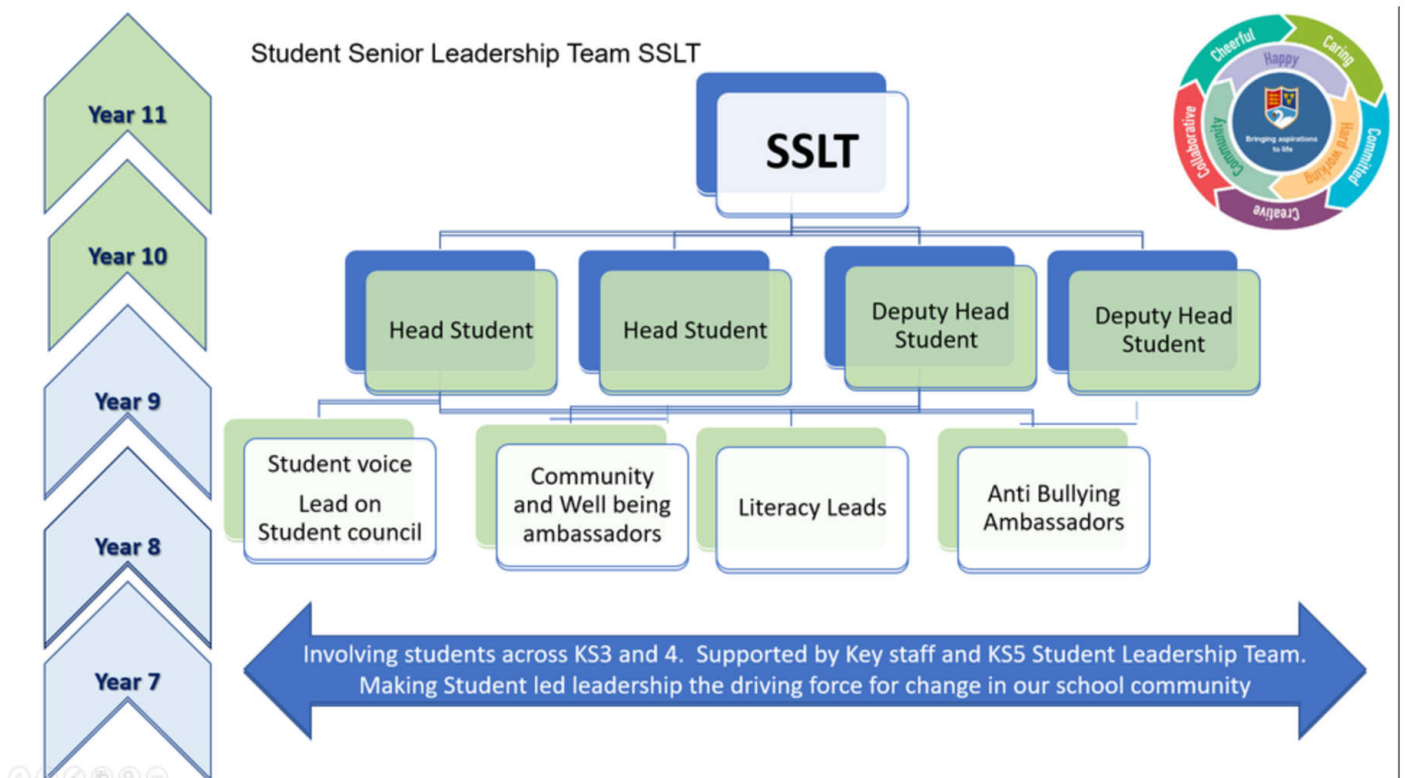 Student Senior Leadership Team SSLT
Year 11
Year 10
Year 9
Year 8
Year 7
SSLT
Head Student
Head Student
Deputy Head
Student
Deputy Head
Student
Student voice
Lead on
Student council
Community
and Well being
ambassadors
Literacy Leads
Anti Bullying
Ambassadors
Involving students across KS3 and 4. Supported by Key staff and KS5 Student Leadership Team.
Making Student led leadership the driving force for change in our school community
Cheerful
Caring
Committed
Creative
Collaborative
Happy
Hard working
Community
Bringing aspirations
to life